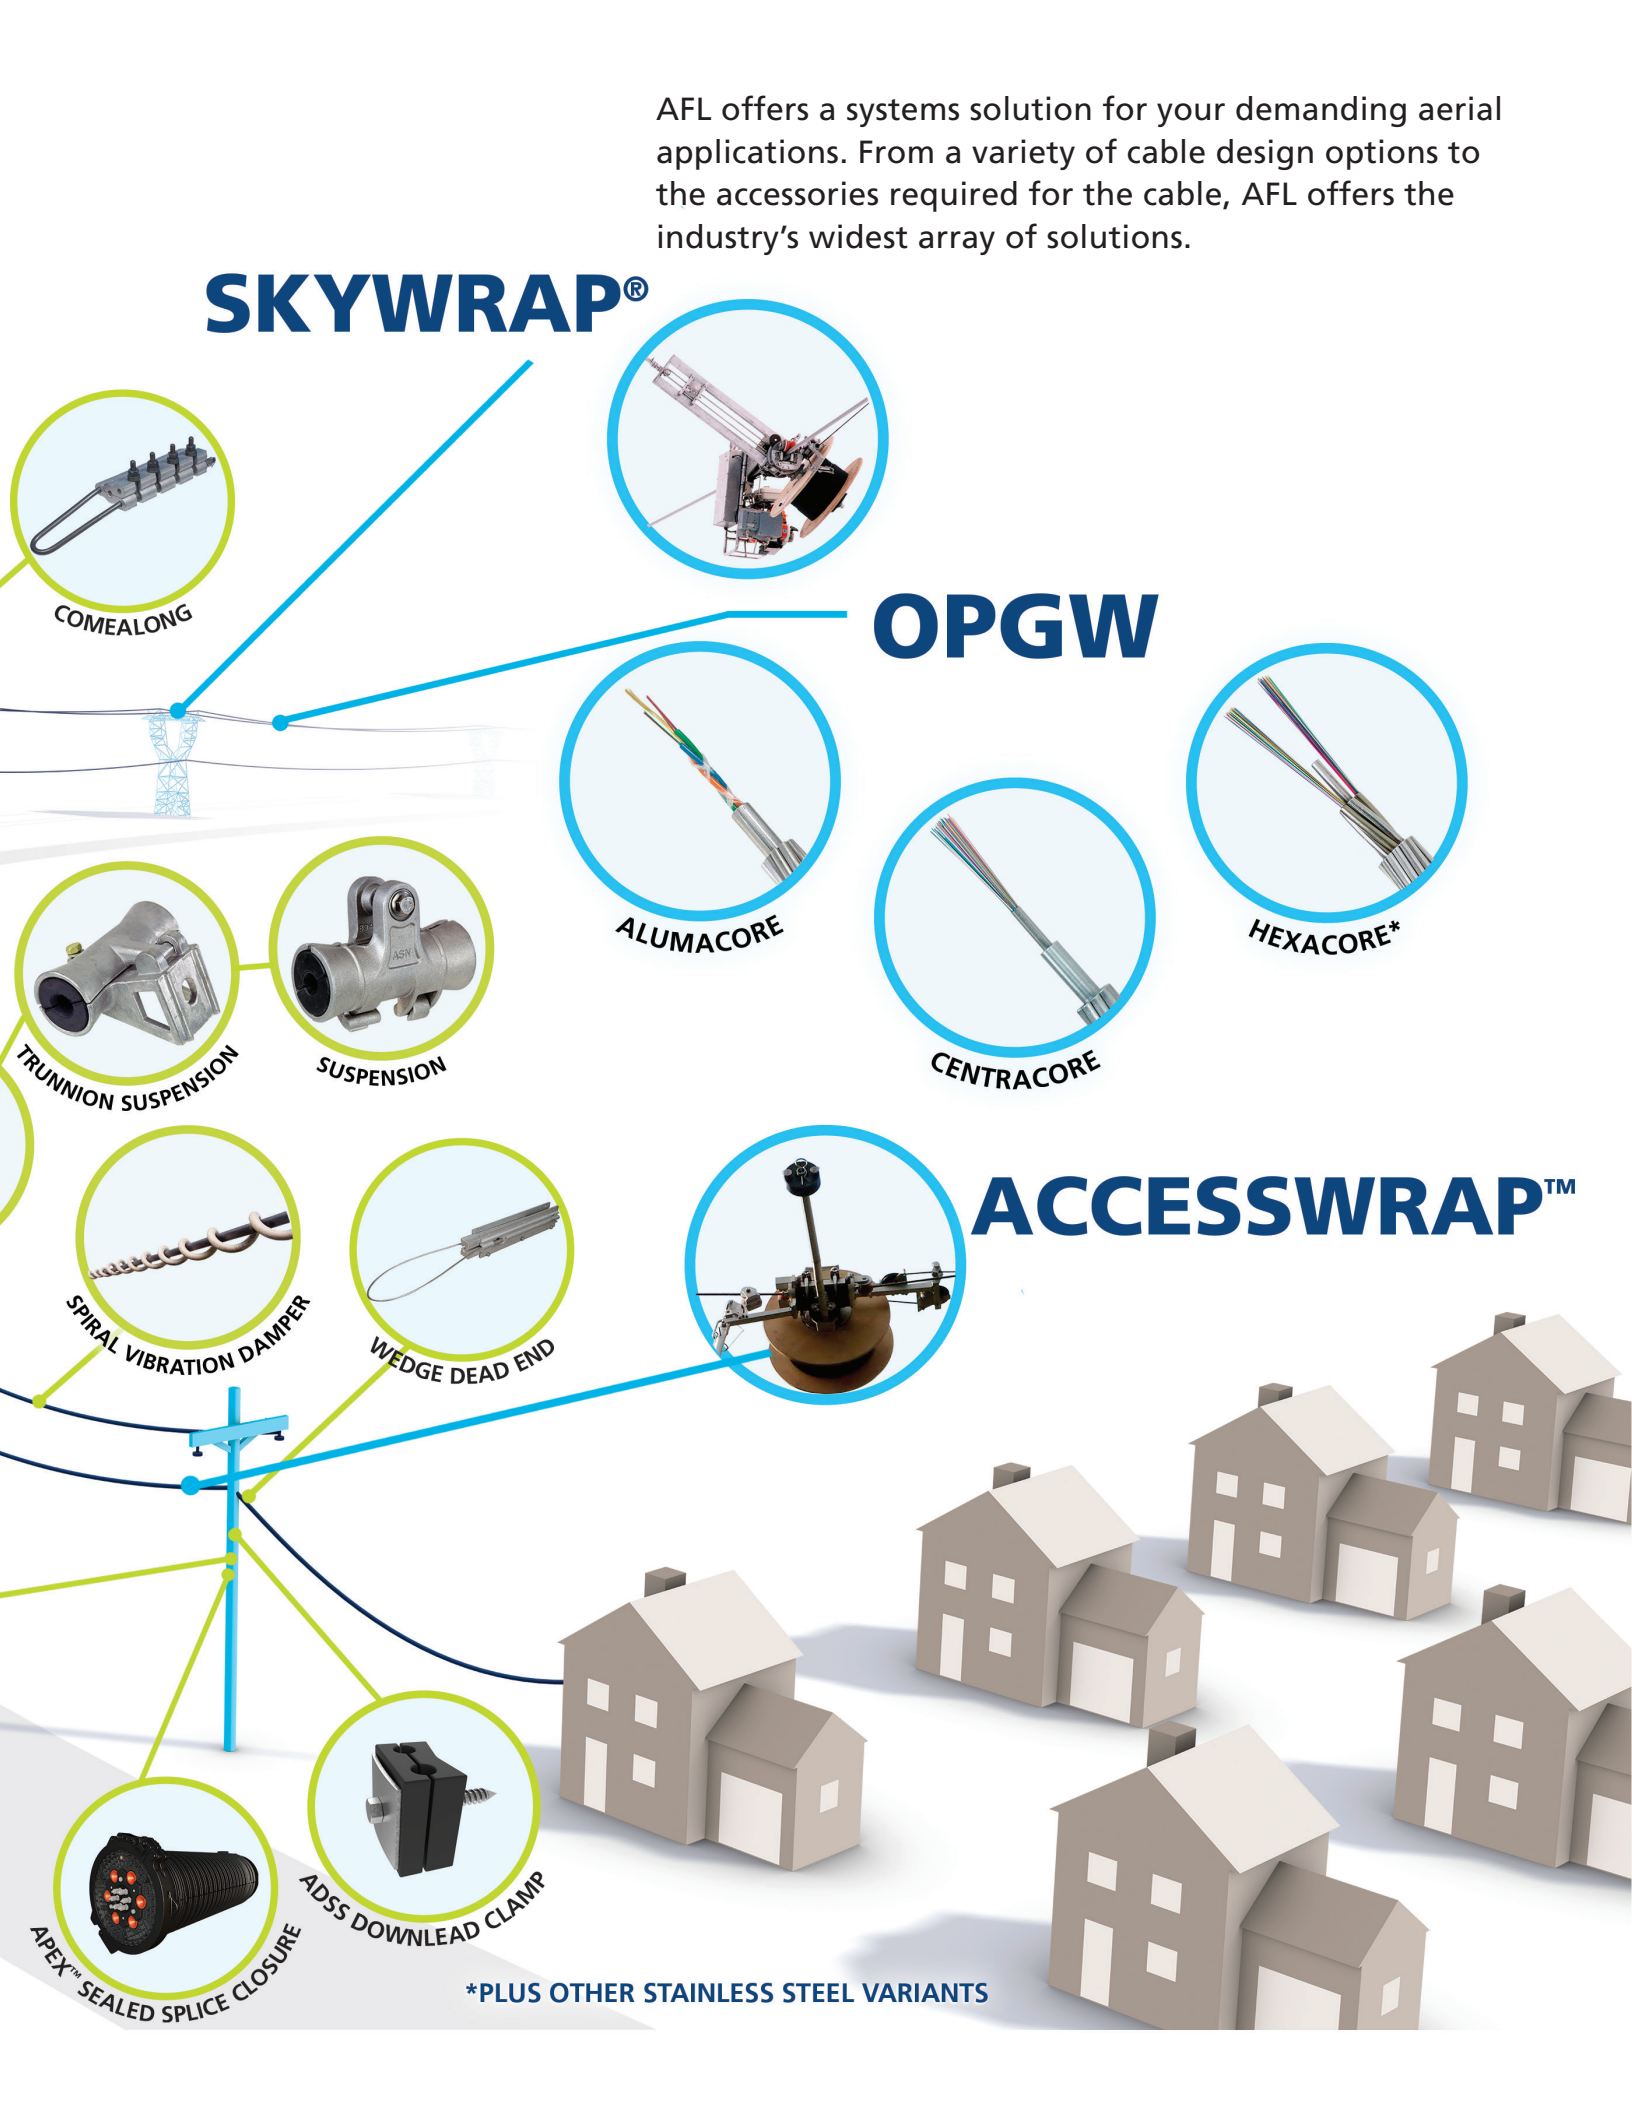 AFL offers a systems solution for your demanding aerial
applications. From a variety of cable design options to
the accessories required for the cable, AFL offers the
industry's widest array of solutions.
SKYWRAP®
COMEALONG
OPGW
ALUMACORE
HEXACORE*
CENTRACORE
TRUNNION SUSPENSION
ASN
SUSPENSION
ACCESSWRAP™
SPIRAL VIBRATION DAMPER
WEDGE DEAD END
ADSS DOWNLEAD CLAMP
APEX™ SEALED SPLICE CLOSURE
*PLUS OTHER STAINLESS STEEL VARIANTS